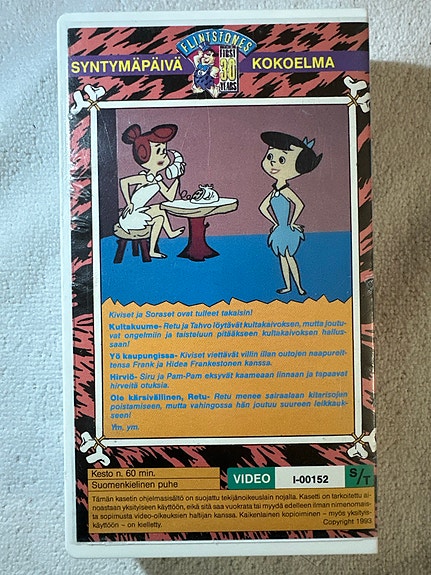 FLINTSTONES
FIRST
30
YEARS
SYNTYMÄPÄIVÄ KOKOELMA
Kiviset ja Soraset ovat tulleet takaisin!
Kultakuume- Retu ja Tahvo löytävät kultakaivoksen, mutta joutu-
vat ongelmiin ja taisteluun pitääkseen kultakaivoksen hallus-
saan!
Yö kaupungissa- Kiviset viettävät villin illan outojen naapureit-
tensa Frank ja Hidea Frankestonen kanssa.
Hirviö- Siru ja Pam-Pam eksyvät kaameaan linnaan ja tapaavat
hirveitä otuksia.
Ole kärsivällinen, Retu- Retu menee sairaalaan kitarisojen
poistamiseen, mutta vahingossa hän joutuu suureen leikkauk-
seen!
Ym, ym.
Kesto n. 60 min.
Suomenkielinen puhe
VIDEO I-00152 S/T
Tämän kasetin ohjelmasisältö on suojattu tekijänoikeuslain nojalla. Kasetti on tarkoitettu ai-
noastaan yksityiseen käyttöön, eikä sitä saa vuokrata tai myydä edelleen ilman nimenomais-
ta sopimusta video-oikeuksien haltijan kanssa. Kaikenlainen kopioiminen – myös yksityis-
käyttöön – on kielletty. Copyright 1993